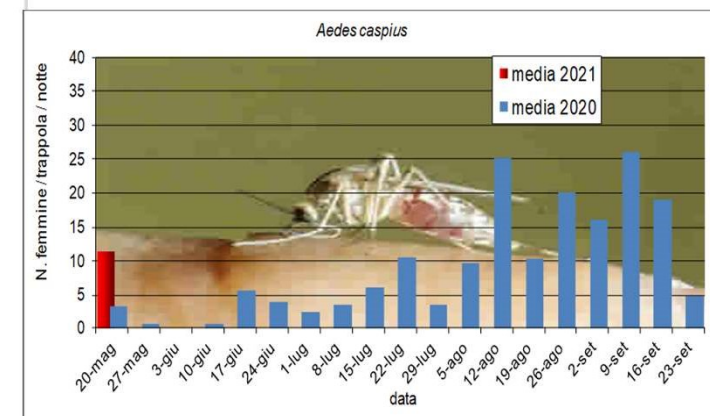 Aedes caspius
N. femmine / trappola / notte
40
35
30
25
20
15
10
5
0
media 2021
media 2020
20-mag
27-mag
3-giu
10-giu
17-giu
24-giu
1-lug
8-lug
15-lug
22-lug
29-lug
5-ago
12-ago
19-ago
26-ago
2-set
9-set
16-set
23-set
data